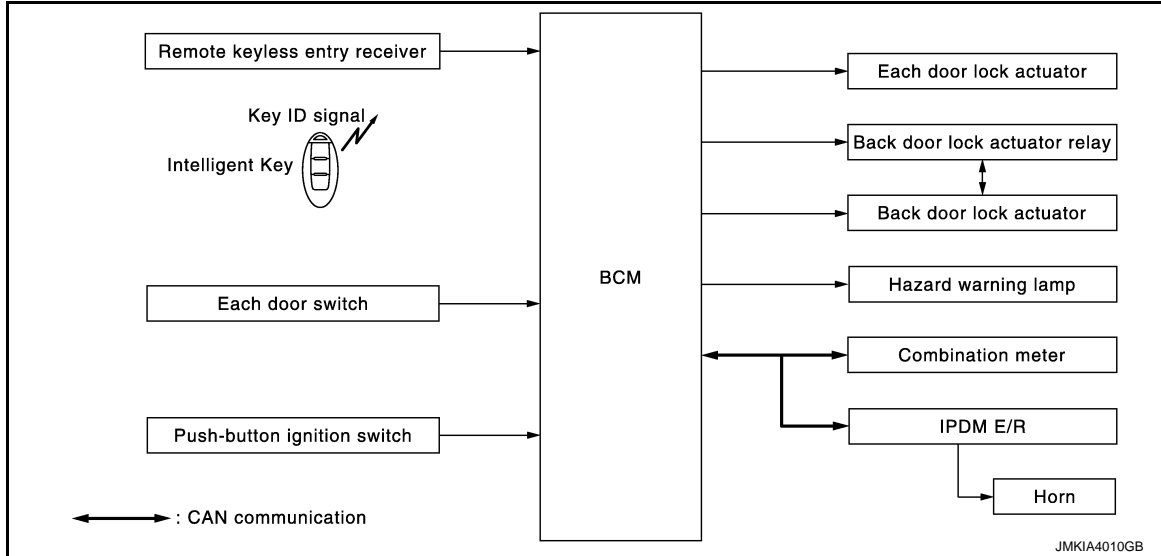 Remote keyless entry receiver
Key ID signal
Intelligent Key
Each door switch
Push-button ignition switch
: CAN communication
BCM
Each door lock actuator
Back door lock actuator relay
Back door lock actuator
Hazard warning lamp
Combination meter
IPDM E/R
Horn
JMKIA4010GB